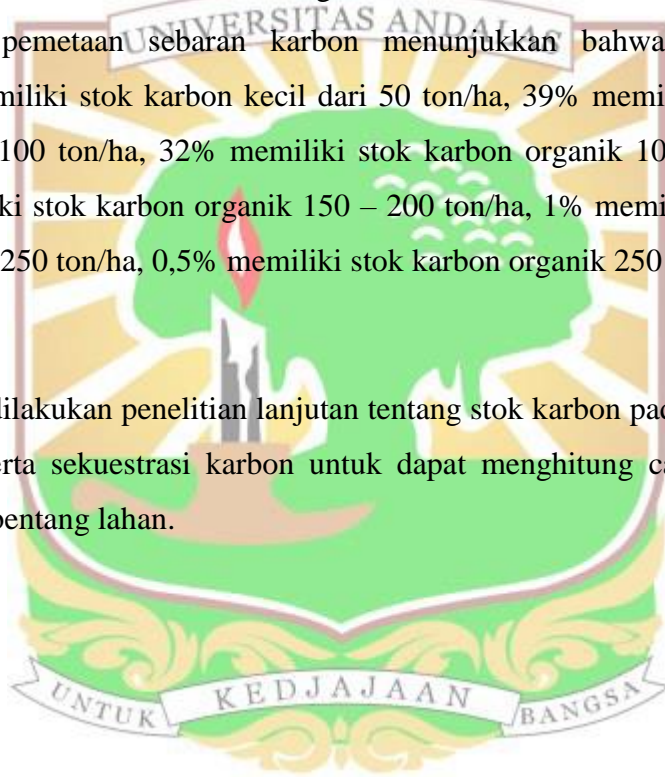 UNIVERSITAS ANDALAS
pemetaan sebaran karbon menunjukkan bahwa
miliki stok karbon kecil dari 50 ton/ha, 39% memi
100 ton/ha, 32% memiliki stok karbon organik 10
ki stok karbon organik 150 – 200 ton/ha, 1% memi
250 ton/ha, 0,5% memiliki stok karbon organik 250
dilakukan penelitian lanjutan tentang stok karbon pad
erta sekuestrasi karbon untuk dapat menghitung ca
bentang lahan.
UNTUK KEDJAJAAN BANGSA